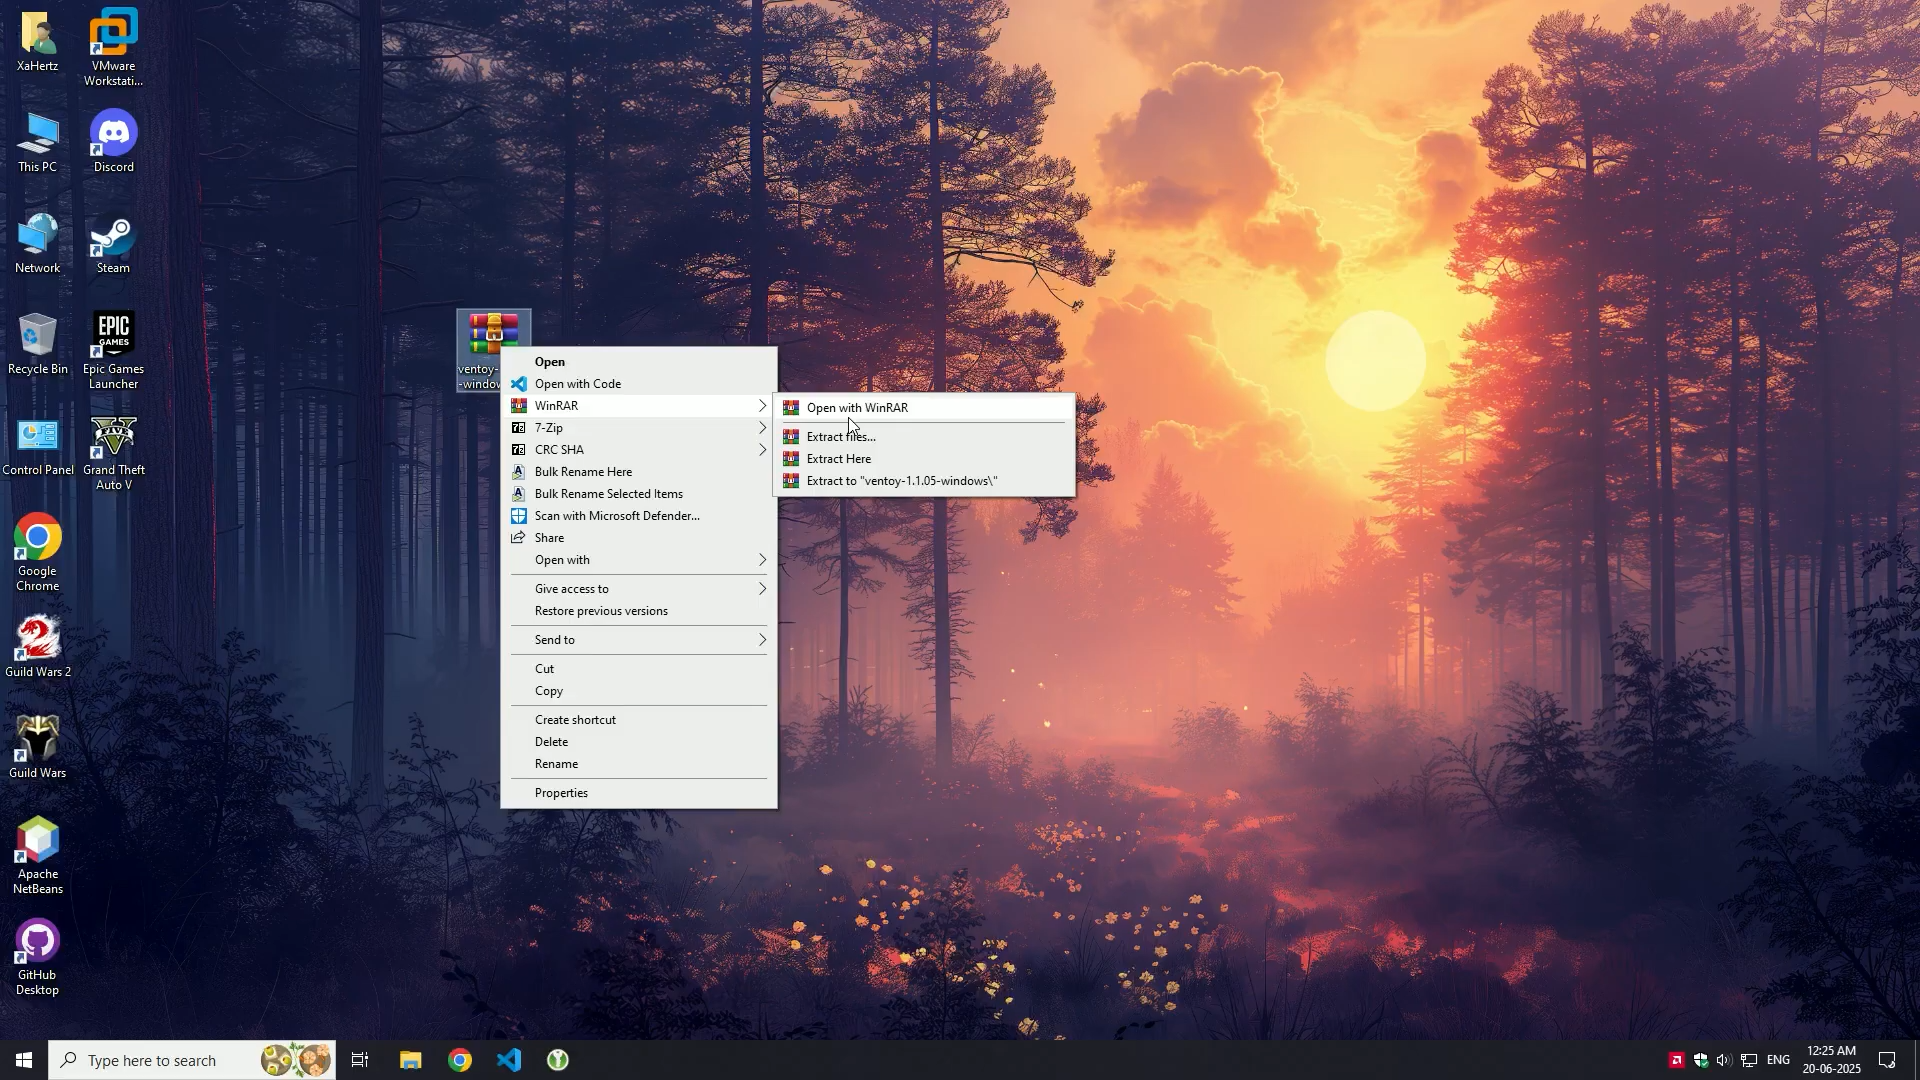 XaHertz
VMware
Workstati...
This PC
Discord
Network
Steam
Recycle Bin
EPIC
GAMES
Epic Games
Launcher
Control Panel
Grand Theft
Auto V
Google
Chrome
Guild Wars 2
Guild Wars
Apache
NetBeans
GitHub
Desktop
ventoy-
-window
Open
Open with Code
WinRAR
7-Zip
CRC SHA
Bulk Rename Here
Bulk Rename Selected Items
Scan with Microsoft Defender...
Share
Open with
Give access to
Restore previous versions
Send to
Cut
Copy
Create shortcut
Delete
Rename
Properties
Open with WinRAR
Extract files...
Extract Here
Extract to "ventoy-1.1.05-windows\"
Type here to search
ENG
12:25 AM
20-06-2025